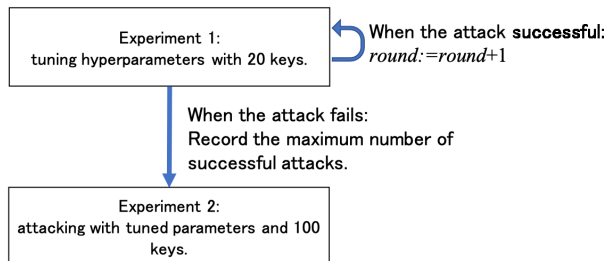 Experiment 1:
tuning hyperparameters with 20 keys.
When the attack successful:
round:=round+1
When the attack fails:
Record the maximum number of
successful attacks.
Experiment 2:
attacking with tuned parameters and 100
keys.